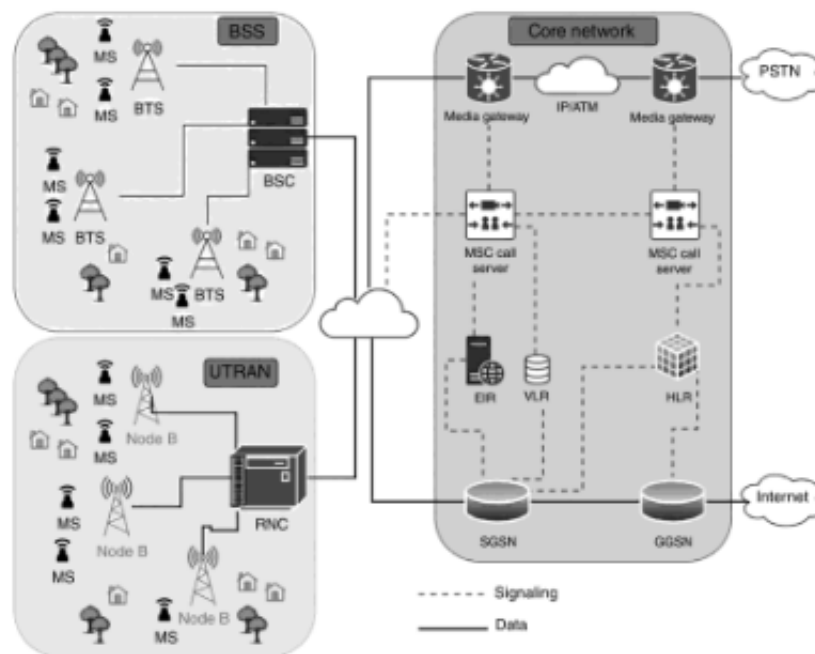 BSS
MS
MS
BTS
MS
MS
BTS
BSC
MS
MS
BTS
UTRAN
MS
Node B
MS
MS
Node B
MS
RNC
MS
Node B
Core network
Media gateway
IP/ATM
Media gateway
PSTN
MSC call
server
MSC call
server
EIR
VLR
HLR
SGSN
GGSN
Internet
Signaling
Data